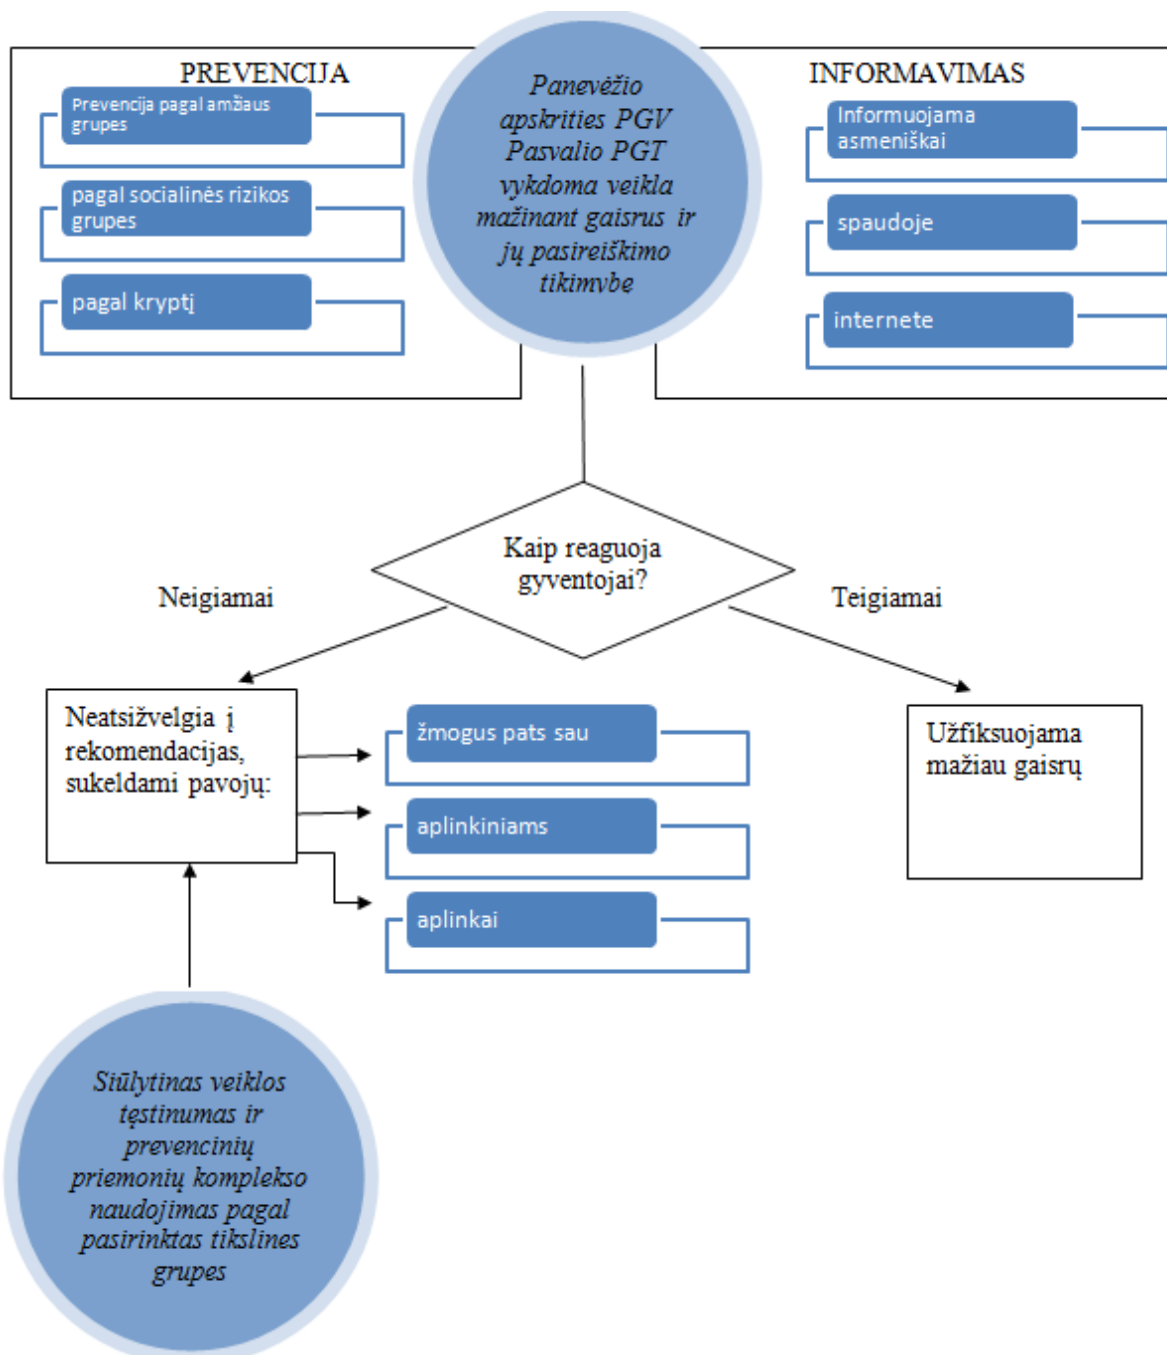 PREVENCIJA
Prevencija pagal amžiaus
grupes
pagal socialinės rizikos
grupes
pagal kryptį
Panevėžio
apskrities PGV
Pasvalio PGT
vykdoma veikla
mažinant gaisrus ir
jų pasireiškimo
tikimybę
INFORMAVIMAS
Informuojama
asmeniškai
spaudoje
internete
Kaip reaguoja
gyventojai?
Neigiamai
Teigiamai
Neatsižvelgia į
rekomendacijas,
sukeldami pavojų:
žmogus pats sau
aplinkiniams
aplinkai
Užfiksuojama
mažiau gaisrų
Siūlytinas veiklos
tęstinumas ir
prevencinių
priemonių komplekso
naudojimas pagal
pasirinktas tikslines
grupes